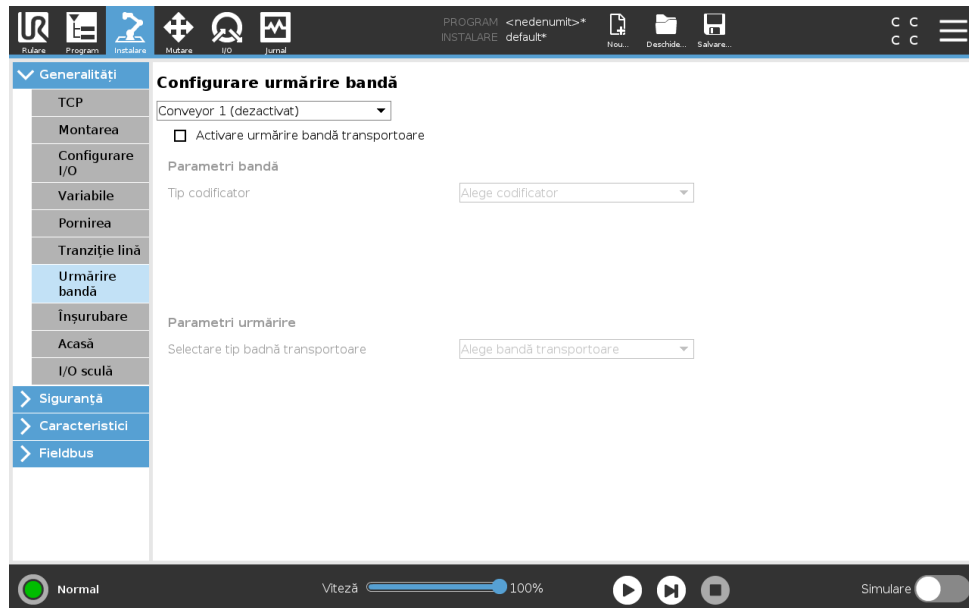 Rulare
Program
Instalare
Mutare
I/O
Jurnal
PROGRAM <nedenumit>*
INSTALARE default*
Nou...
Deschide...
Salvare...
C C
C C
Generalități
TCP
Montarea
Configurare
I/O
Variabile
Pornirea
Tranziție lină
Urmărire
bandă
Înșurubare
Acasă
I/O sculă
Siguranță
Caracteristici
Fieldbus
Configurare urmărire bandă
Conveyor 1 (dezactivat)
Activare urmărire bandă transportoare
Parametri bandă
Tip codificator
Alege codificator
Parametri urmărire
Selectare tip badnă transportoare
Alege bandă transportoare
Normal
Viteză
100%
Simulare